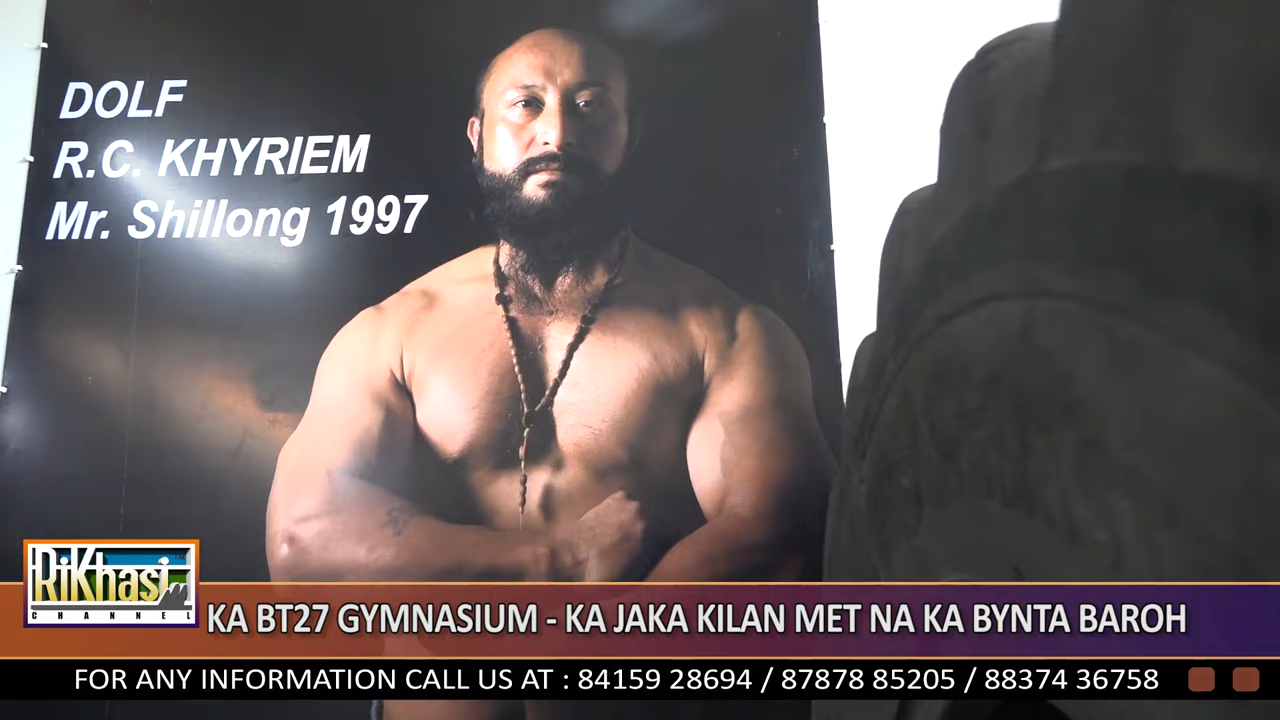 DOLF
R.C. KHYRIEM
Mr. Shillong 1997
RiKhasi
CHANNEL
KA BT27 GYMNASIUM - KA JAKA KILAN MET NA KA BYNTA BAROH
FOR ANY INFORMATION CALL US AT : 84159 28694 / 87878 85205 / 88374 36758